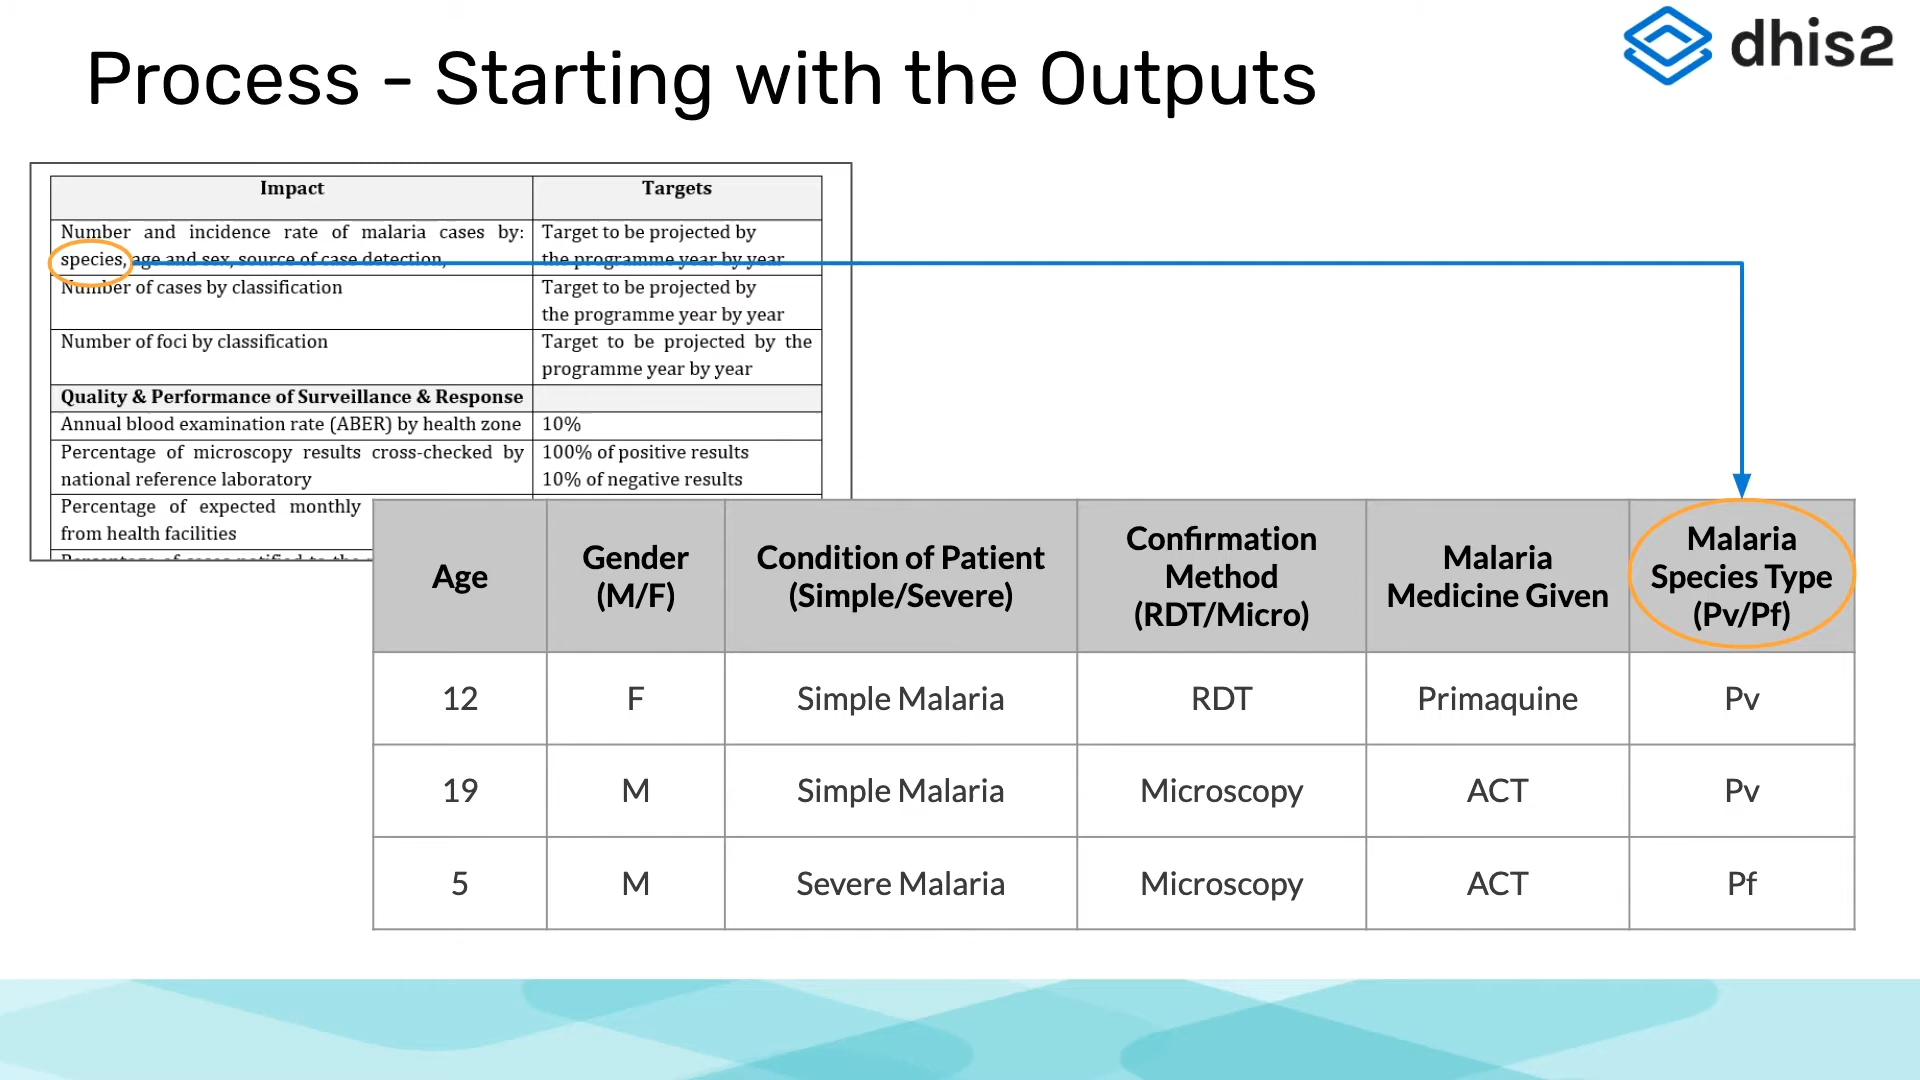 Process - Starting with the Outputs
dhis2
Impact
Targets
Number and incidence rate of malaria cases by:
species, age and sex, source of case detection,
Target to be projected by
the programme year by year
Number of cases by classification
Target to be projected by
the programme year by year
Number of foci by classification
Target to be projected by the
programme year by year
Quality & Performance of Surveillance & Response
Annual blood examination rate (ABER) by health zone
10%
Percentage of microscopy results cross-checked by
national reference laboratory
100% of positive results
10% of negative results
Percentage of expected monthly
from health facilities
Percentage of cases notified to the
Age
Gender
(M/F)
Condition of Patient
(Simple/Severe)
Confirmation
Method
(RDT/Micro)
Malaria
Medicine Given
Malaria
Species Type
(Pv/Pf)
12
F
Simple Malaria
RDT
Primaquine
Pv
19
M
Simple Malaria
Microscopy
ACT
Pv
5
M
Severe Malaria
Microscopy
ACT
Pf